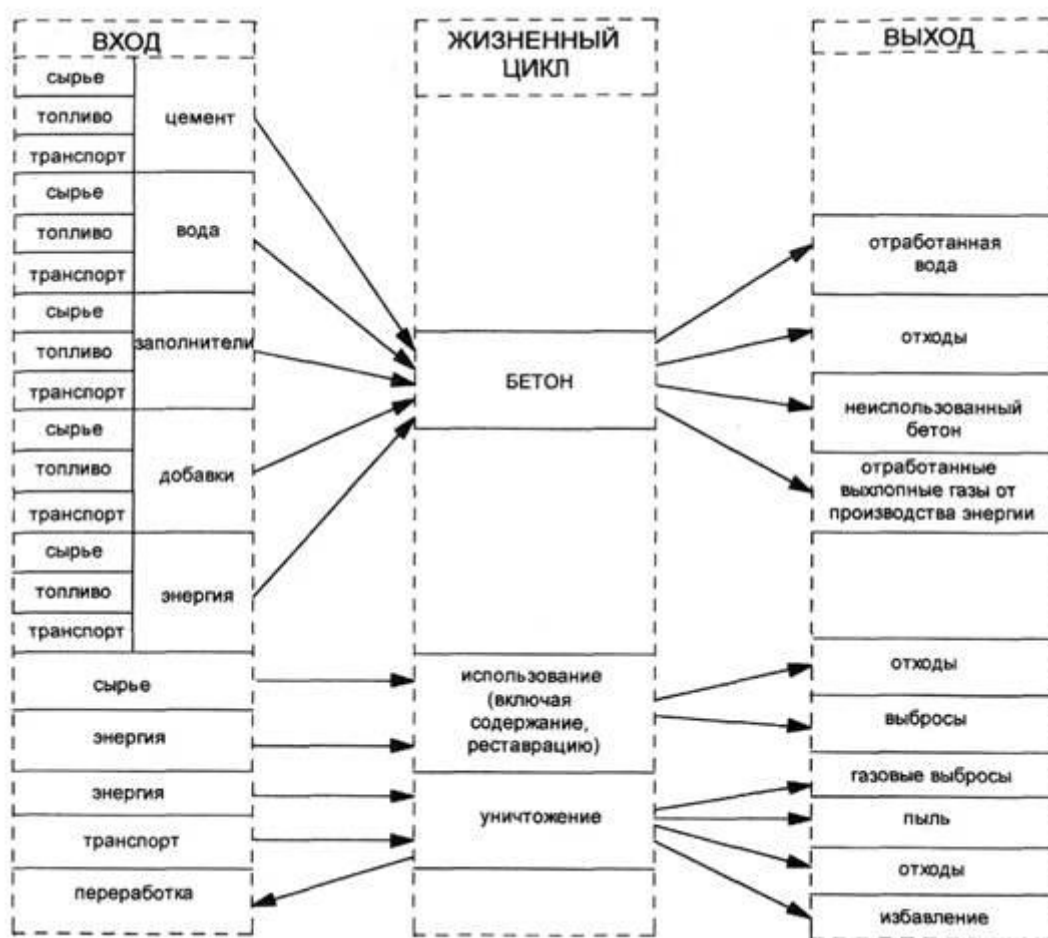 ВХОД
сырье
топливо
транспорт
цемент
сырье
топливо
транспорт
вода
сырье
топливо
транспорт
заполнители
сырье
топливо
транспорт
добавки
сырье
топливо
транспорт
энергия
сырье
энергия
энергия
транспорт
переработка
ЖИЗНЕННЫЙ
ЦИКЛ
БЕТОН
использование
(включая
содержание,
реставрацию)
уничтожение
ВЫХОД
отработанная
вода
отходы
неиспользованный
бетон
отработанные
выхлопные газы от
производства энергии
отходы
выбросы
газовые выбросы
пыль
отходы
избавление